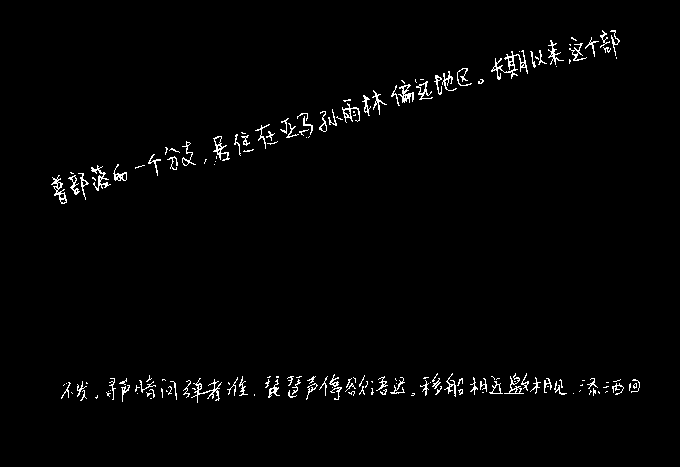 着部落的一个分支，居住在亚马孙雨林偏远地区。长期以来，这个部
不发。寻声暗问弹者谁，琵琶声停欲语迟。移船相近邀相见，添酒回